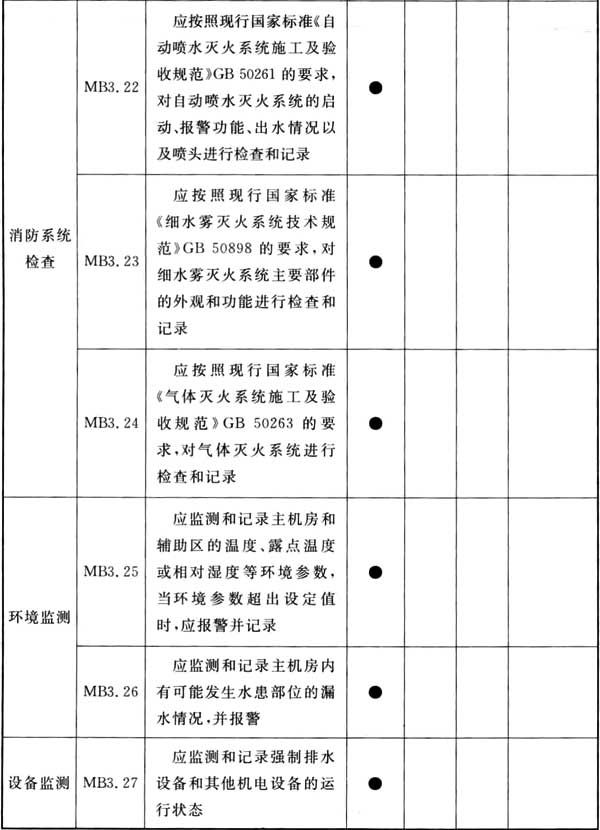 应按照现行国家标准《自
动喷水灭火系统施工及验
收规范》GB 50261 的要求，
对自动喷水灭火系统的启
动、报警功能、出水情况以
及喷头进行检查和记录
MB3.22
●
消防系统
检查
应按照现行国家标准
《细水雾灭火系统技术规
范》GB 50898 的要求，对
细水雾灭火系统主要部件
的外观和功能进行检查和
记录
MB3.23
●
应按照现行国家标准
《气体灭火系统施工及验
收规范》GB 50263 的要
求，对气体灭火系统进行
检查和记录
MB3.24
●
环境监测
应监测和记录主机房和
辅助区的温度、露点温度
或相对湿度等环境参数，
当环境参数超出设定值
时，应报警并记录
MB3.25
●
应监测和记录主机房内
有可能发生水患部位的漏
水情况，并报警
MB3.26
●
设备监测
应监测和记录强制排水
设备和其他机电设备的运
行状态
MB3.27
●